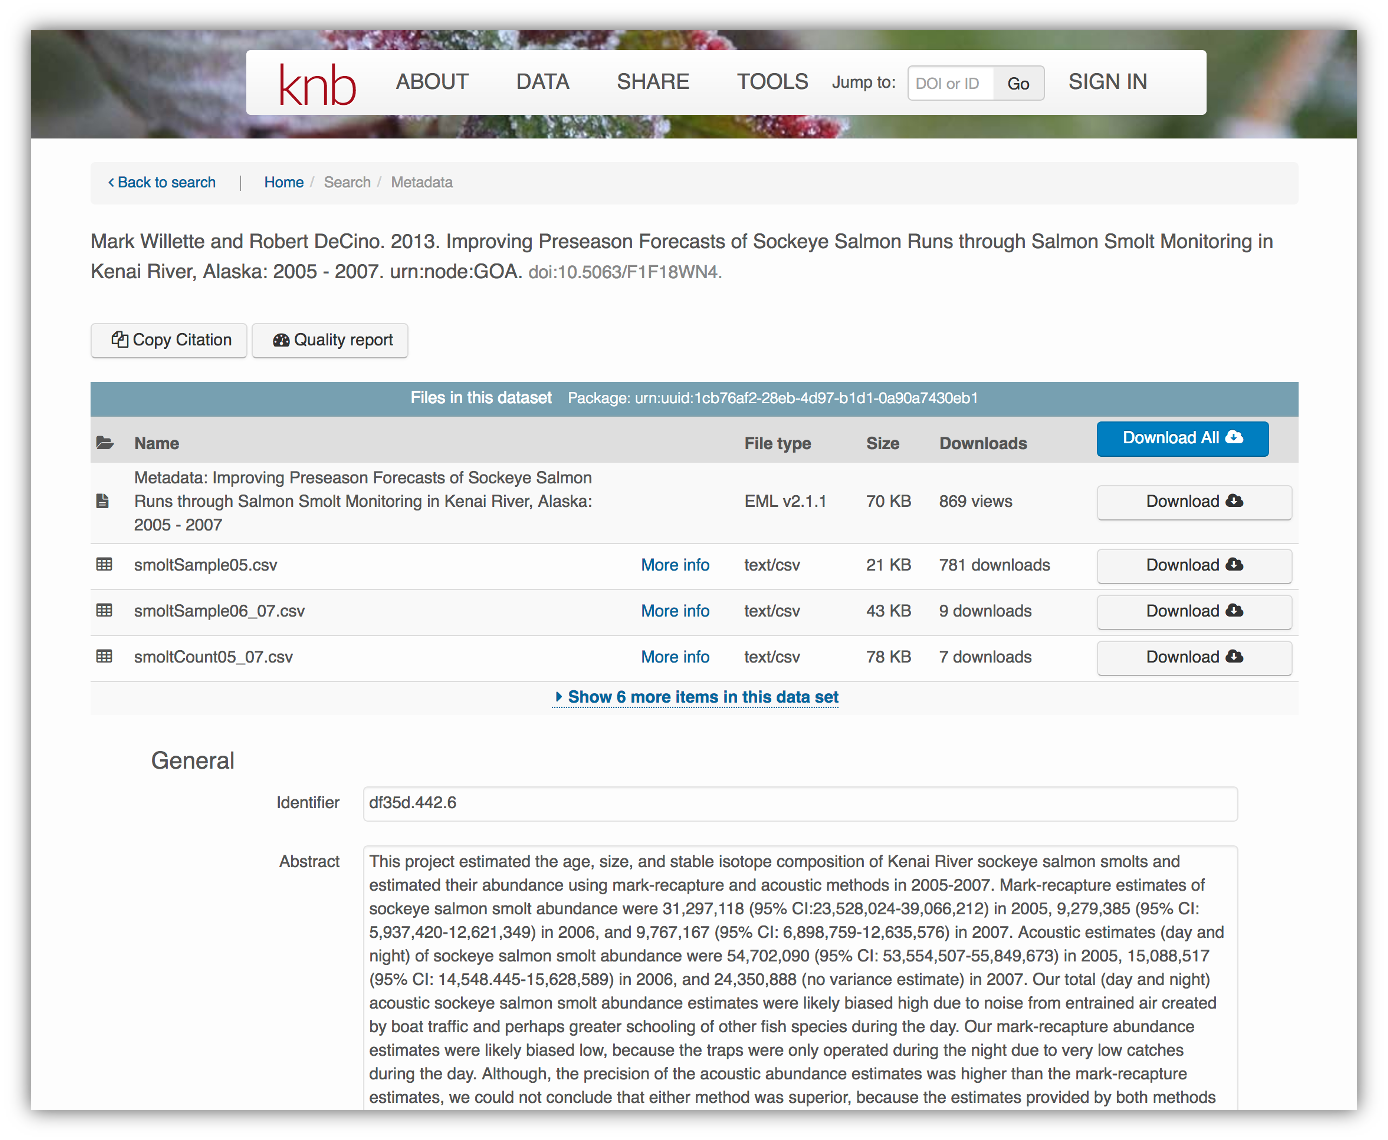 knb ABOUT DATA SHARE TOOLS Jump to: DOI or ID Go SIGN IN
‹ Back to search | Home / Search / Metadata
Mark Willette and Robert DeCino. 2013. Improving Preseason Forecasts of Sockeye Salmon Runs through Salmon Smolt Monitoring in
Kenai River, Alaska: 2005 - 2007. urn:node:GOA. doi:10.5063/F1F18WN4.
Copy Citation Quality report
Files in this dataset Package: urn:uuid:1cb76af2-28eb-4d97-b1d1-0a90a7430eb1
Name File type Size Downloads Download All
Metadata: Improving Preseason Forecasts of Sockeye Salmon
Runs through Salmon Smolt Monitoring in Kenai River, Alaska: EML v2.1.1 70 KB 869 views Download
2005 - 2007
smoltSample05.csv More info text/csv 21 KB 781 downloads Download
smoltSample06_07.csv More info text/csv 43 KB 9 downloads Download
smoltCount05_07.csv More info text/csv 78 KB 7 downloads Download
Show 6 more items in this data set
General
Identifier df35d.442.6
Abstract This project estimated the age, size, and stable isotope composition of Kenai River sockeye salmon smolts and
estimated their abundance using mark-recapture and acoustic methods in 2005-2007. Mark-recapture estimates of
sockeye salmon smolt abundance were 31,297,118 (95% CI:23,528,024-39,066,212) in 2005, 9,279,385 (95% CI:
5,937,420-12,621,349) in 2006, and 9,767,167 (95% CI: 6,898,759-12,635,576) in 2007. Acoustic estimates (day and
night) of sockeye salmon smolt abundance were 54,702,090 (95% CI: 53,554,507-55,849,673) in 2005, 15,088,517
(95% CI: 14,548.445-15,628,589) in 2006, and 24,350,888 (no variance estimate) in 2007. Our total (day and night)
acoustic sockeye salmon smolt abundance estimates were likely biased high due to noise from entrained air created
by boat traffic and perhaps greater schooling of other fish species during the day. Our mark-recapture abundance
estimates were likely biased low, because the traps were only operated during the night due to very low catches
during the day. Although, the precision of the acoustic abundance estimates was higher than the mark-recapture
estimates, we could not conclude that either method was superior, because the estimates provided by both methods